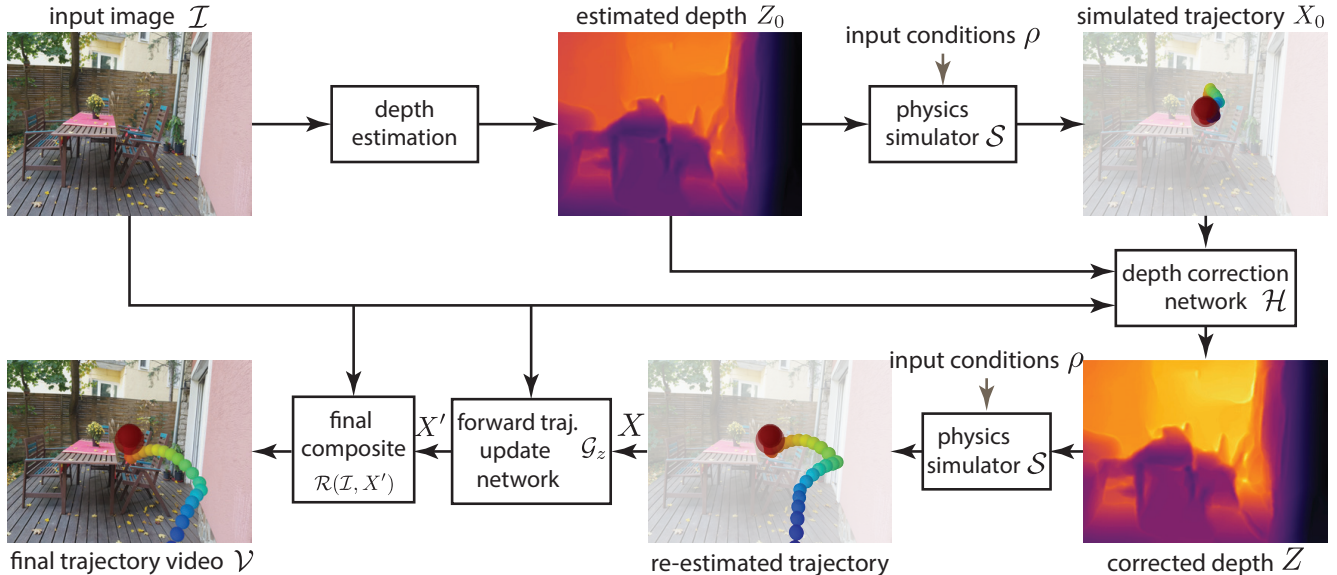 input image ℐ
estimated depth Z₀
simulated trajectory X₀
input conditions ρ
depth
estimation
physics
simulator 𝒮
depth correction
network ℋ
input conditions ρ
final
composite
ℛ(ℐ, X′)
X′
forward traj.
update
network
𝒢_z
X
physics
simulator 𝒮
final trajectory video 𝒱
re-estimated trajectory
corrected depth Z